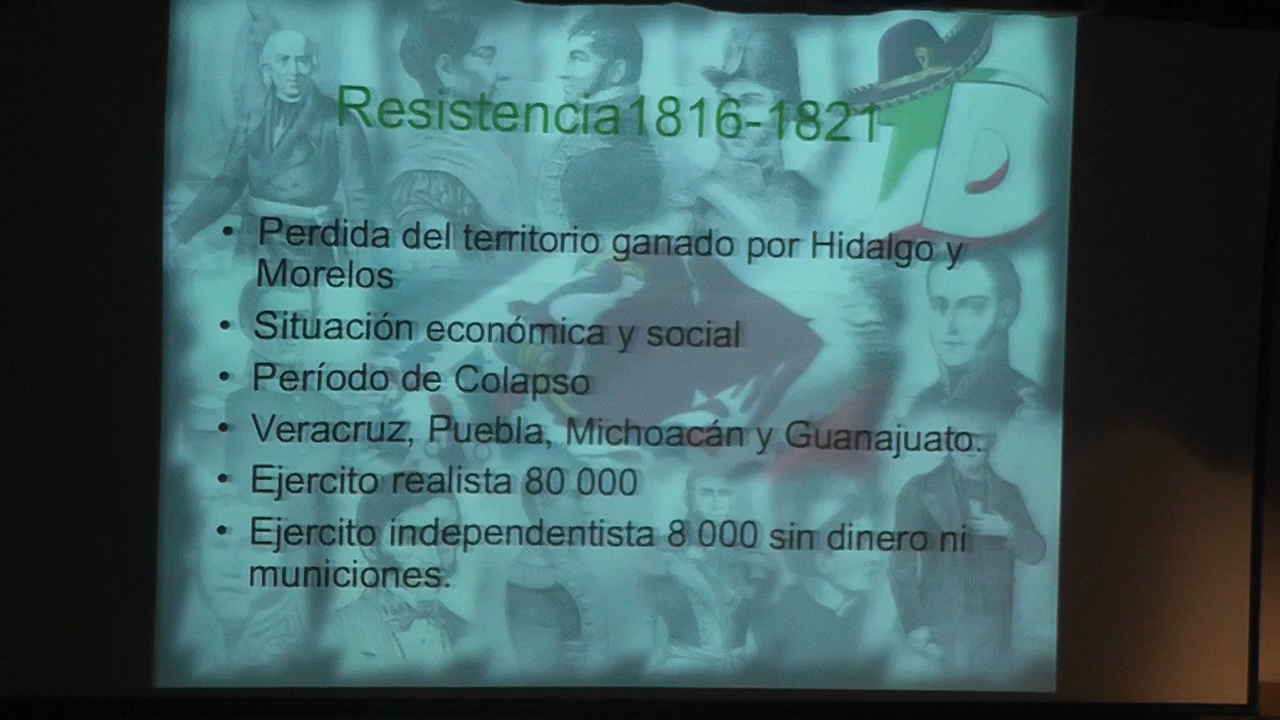 Resistencia1816-1821
• Perdida del territorio ganado por Hidalgo y
Morelos
• Situación económica y social
• Período de Colapso
• Veracruz, Puebla, Michoacán y Guanajuato.
• Ejercito realista 80 000
• Ejercito independentista 8 000 sin dinero ni
municiones.